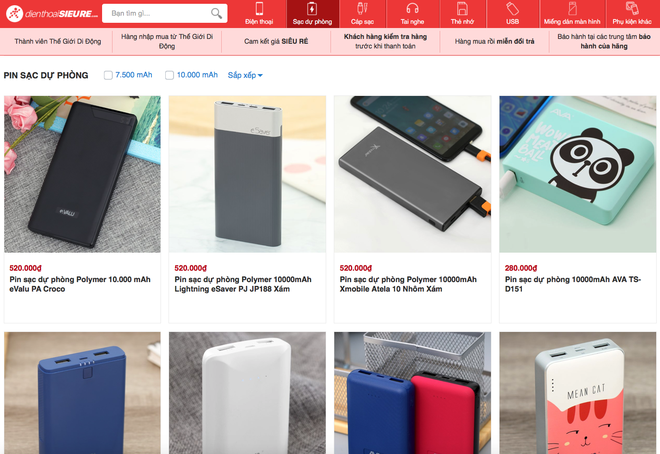 dienthoaiSIEURE.com
Bạn tìm gì...
Điện thoại
Sạc dự phòng
Cáp sạc
Tai nghe
Thẻ nhớ
USB
Miếng dán màn hình
Phụ kiện khác
Thành viên Thế Giới Di Động
Hàng nhập mua từ Thế Giới Di
Động
Cam kết giá SIÊU RẺ
Khách hàng kiểm tra hàng
trước khi thanh toán
Hàng mua rồi miễn đổi trả
Bảo hành tại các trung tâm bảo
hành của hãng
PIN SẠC DỰ PHÒNG
7.500 mAh
10.000 mAh
Sắp xếp
eVALU
eSAVER
AVA
WOW
PANDA
520.000₫
Pin sạc dự phòng Polymer 10.000 mAh
eValu PA Croco
520.000₫
Pin sạc dự phòng Polymer 10000mAh
Lightning eSaver PJ JP188 Xám
520.000₫
Pin sạc dự phòng Polymer 10000mAh
Xmobile Atela 10 Nhôm Xám
280.000₫
Pin sạc dự phòng 10000mAh AVA TS-
D151
MEAN CAT